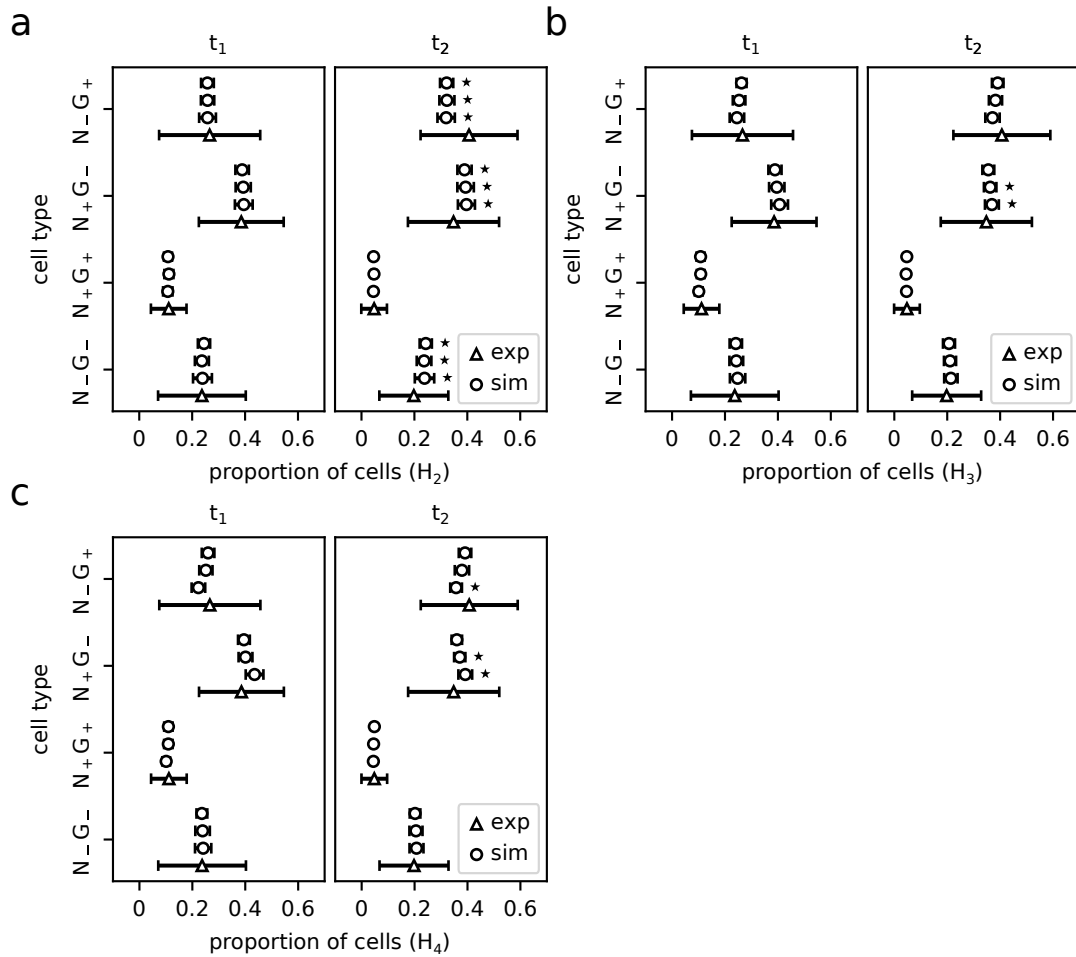 a
t₁ t₂
cell type
N−G+
N+G−
N+G+
N−G−
★
★
★
★
★
★
★
★
★
exp
sim
0 0.2 0.4 0.6 0 0.2 0.4 0.6
proportion of cells (H₂)
b
t₁ t₂
cell type
N−G+
N+G−
N+G+
N−G−
★
★
exp
sim
0 0.2 0.4 0.6 0 0.2 0.4 0.6
proportion of cells (H₃)
c
t₁ t₂
cell type
N−G+
N+G−
N+G+
N−G−
★
★
★
exp
sim
0 0.2 0.4 0.6 0 0.2 0.4 0.6
proportion of cells (H₄)